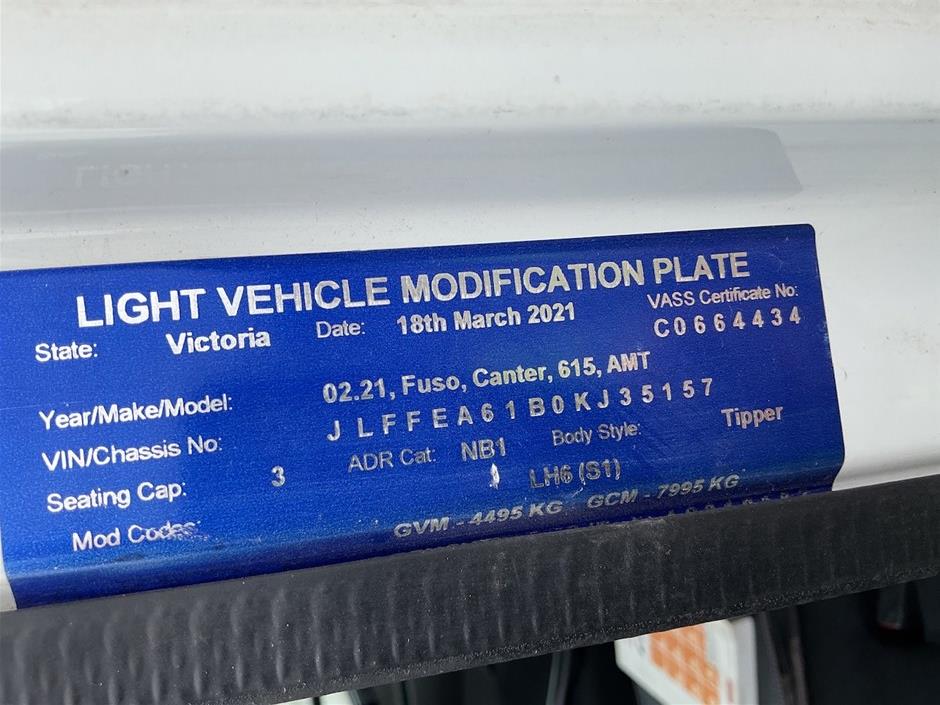 LIGHT VEHICLE MODIFICATION PLATE
State: Victoria Date: 18th March 2021 VASS Certificate No: C0664434
Year/Make/Model: 02.21, Fuso, Canter, 615, AMT
VIN/Chassis No: JLFFEA61B0KJ35157
Seating Cap: 3 ADR Cat: NB1 Body Style: Tipper
Mod Codes: LH6 (S1)
GVM - 4495 KG GCM - 7995 KG